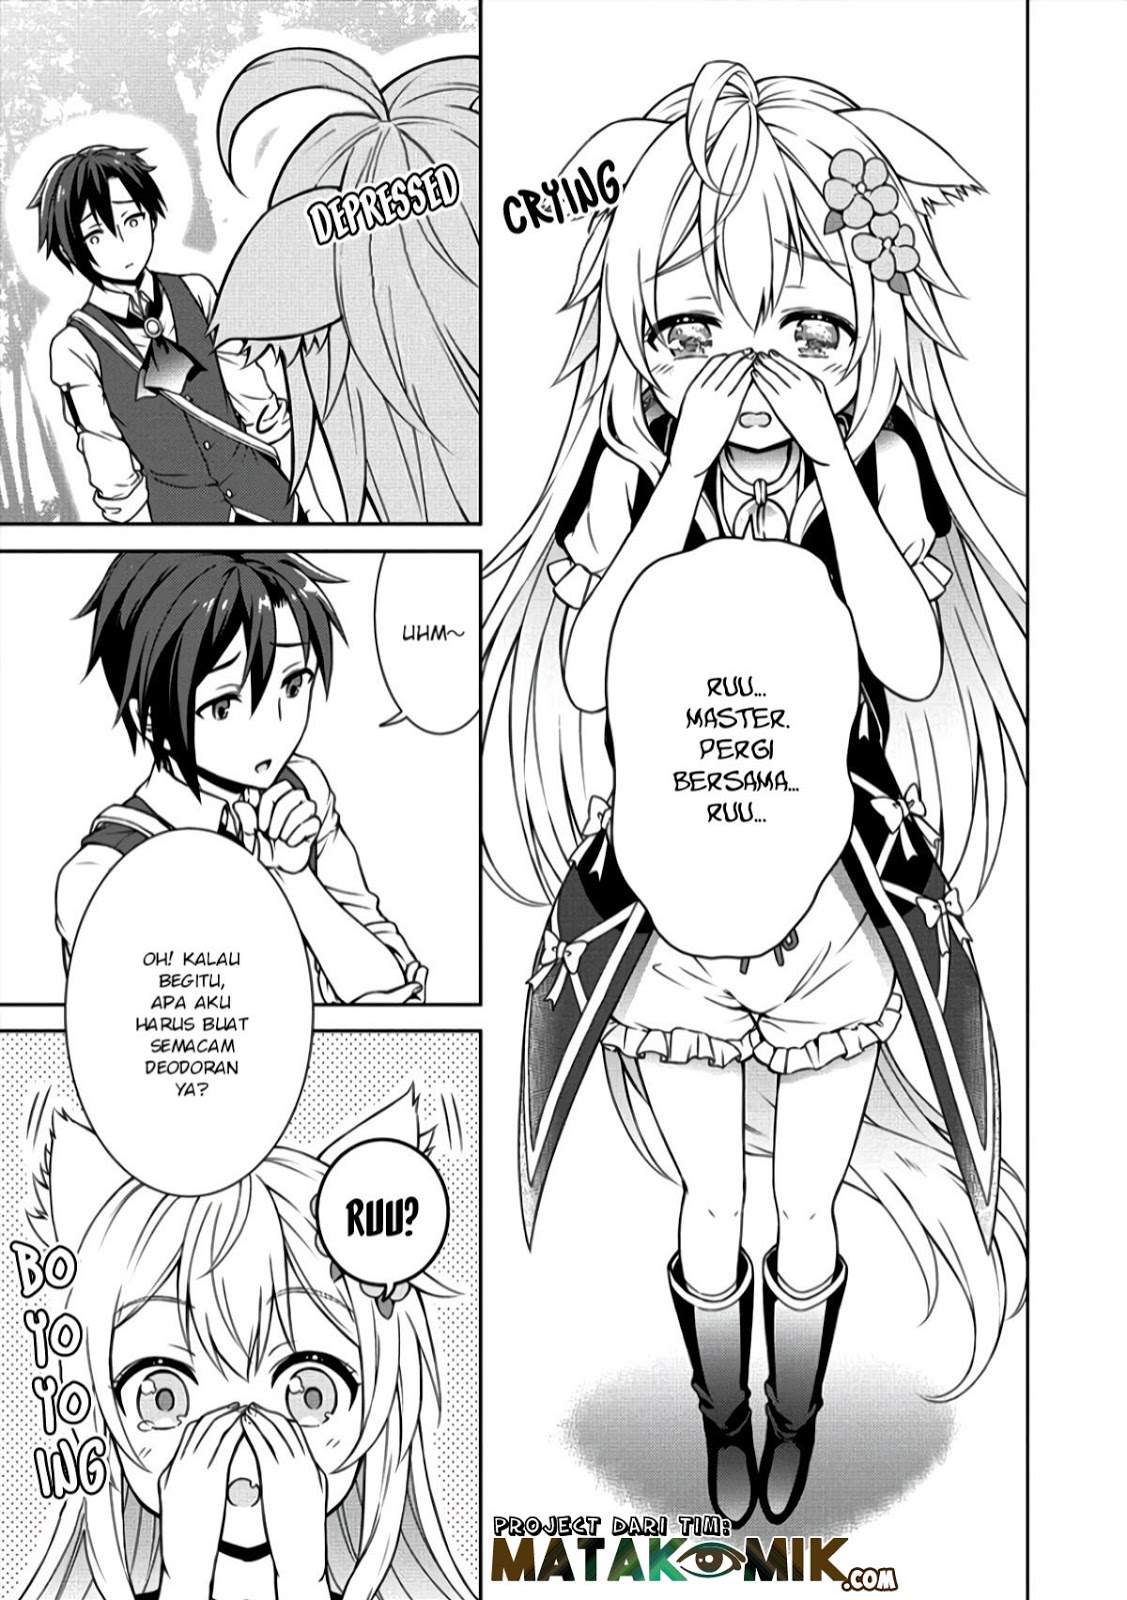 CRYING
RUU...
MASTER.
PERGI
BERSAMA...
RUU...
DEPRESSED
UHM~
OH! KALAU
BEGITU,
APA AKU
HARUS BUAT
SEMACAM
DEODORAN
YA?
RUU?
BO
YO
YO
ING
PROJECT DARI TIM:
MATAKOMIK
.COM